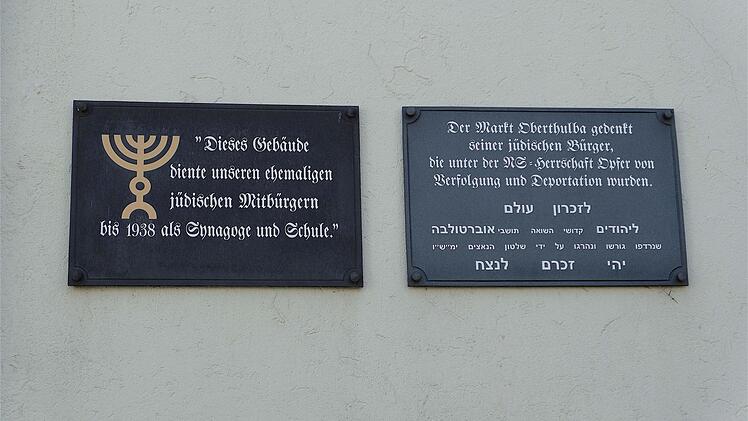 "Dieses Gebäude
diente unseren ehemaligen
jüdischen Mitbürgern
bis 1938 als Synagoge und Schule."
Der Markt Oberthulba gedenkt
seiner jüdischen Bürger,
die unter der NS-Herrschaft Opfer von
Verfolgung und Deportation wurden.
לזכרון עולם
ליהודים קדושי השואה תושבי אוברטולבה
שנרדפו גורשו ונהרגו על ידי שלטון הנאצים ימ"ש"ו
יהי זכרם לנצח